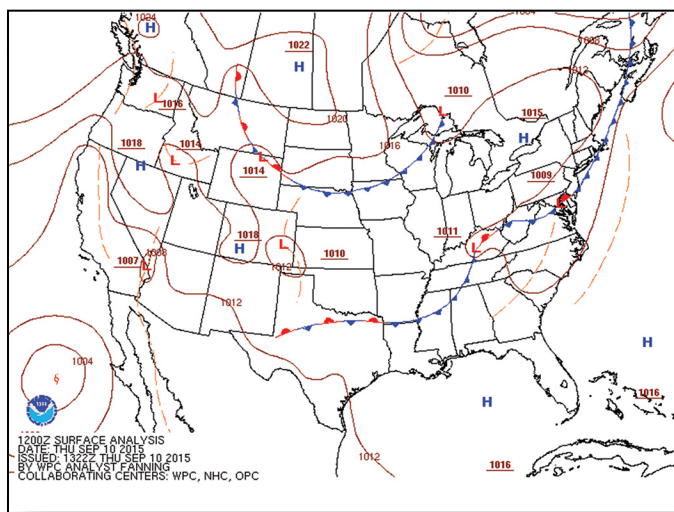 1024
H
1004
1008
1022
H
1012
L
1016
1010
L
1020
1015
H
1018
L
1014
1016
H
L
1014
1009
1018
H
L
1011
L
1007
L
1008
1010
1012
1012
1004
H
H
1016
1012
1016
1200Z SURFACE ANALYSIS
DATE: THU SEP 10 2015
ISSUED: 1322Z THU SEP 10 2015
BY WPC ANALYST FANNING
COLLABORATING CENTERS: WPC, NHC, OPC